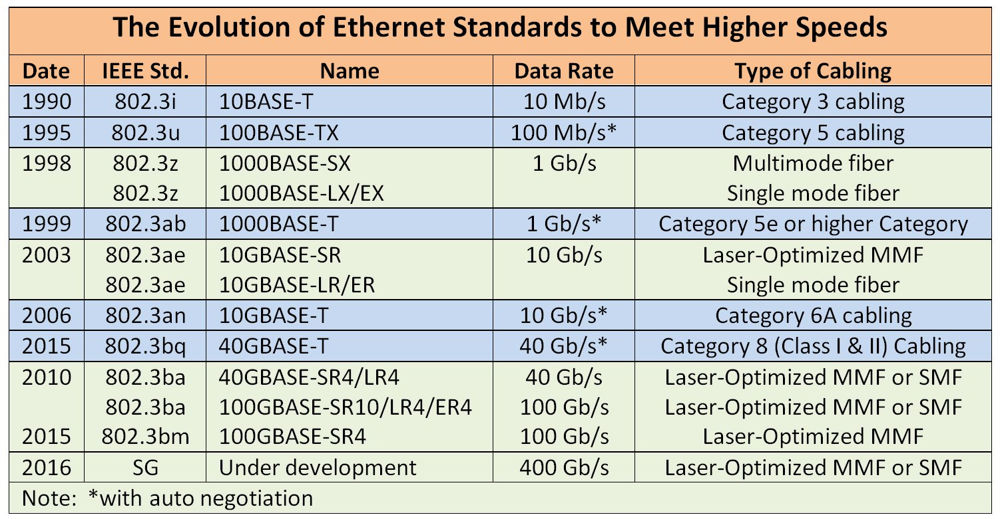 The Evolution of Ethernet Standards to Meet Higher Speeds
Date IEEE Std. Name Data Rate Type of Cabling
1990 802.3i 10BASE-T 10 Mb/s Category 3 cabling
1995 802.3u 100BASE-TX 100 Mb/s* Category 5 cabling
1998 802.3z 1000BASE-SX 1 Gb/s Multimode fiber
802.3z 1000BASE-LX/EX Single mode fiber
1999 802.3ab 1000BASE-T 1 Gb/s* Category 5e or higher Category
2003 802.3ae 10GBASE-SR 10 Gb/s Laser-Optimized MMF
802.3ae 10GBASE-LR/ER Single mode fiber
2006 802.3an 10GBASE-T 10 Gb/s* Category 6A cabling
2015 802.3bq 40GBASE-T 40 Gb/s* Category 8 (Class I & II) Cabling
2010 802.3ba 40GBASE-SR4/LR4 40 Gb/s Laser-Optimized MMF or SMF
802.3ba 100GBASE-SR10/LR4/ER4 100 Gb/s Laser-Optimized MMF or SMF
2015 802.3bm 100GBASE-SR4 100 Gb/s Laser-Optimized MMF
2016 SG Under development 400 Gb/s Laser-Optimized MMF or SMF
Note: *with auto negotiation